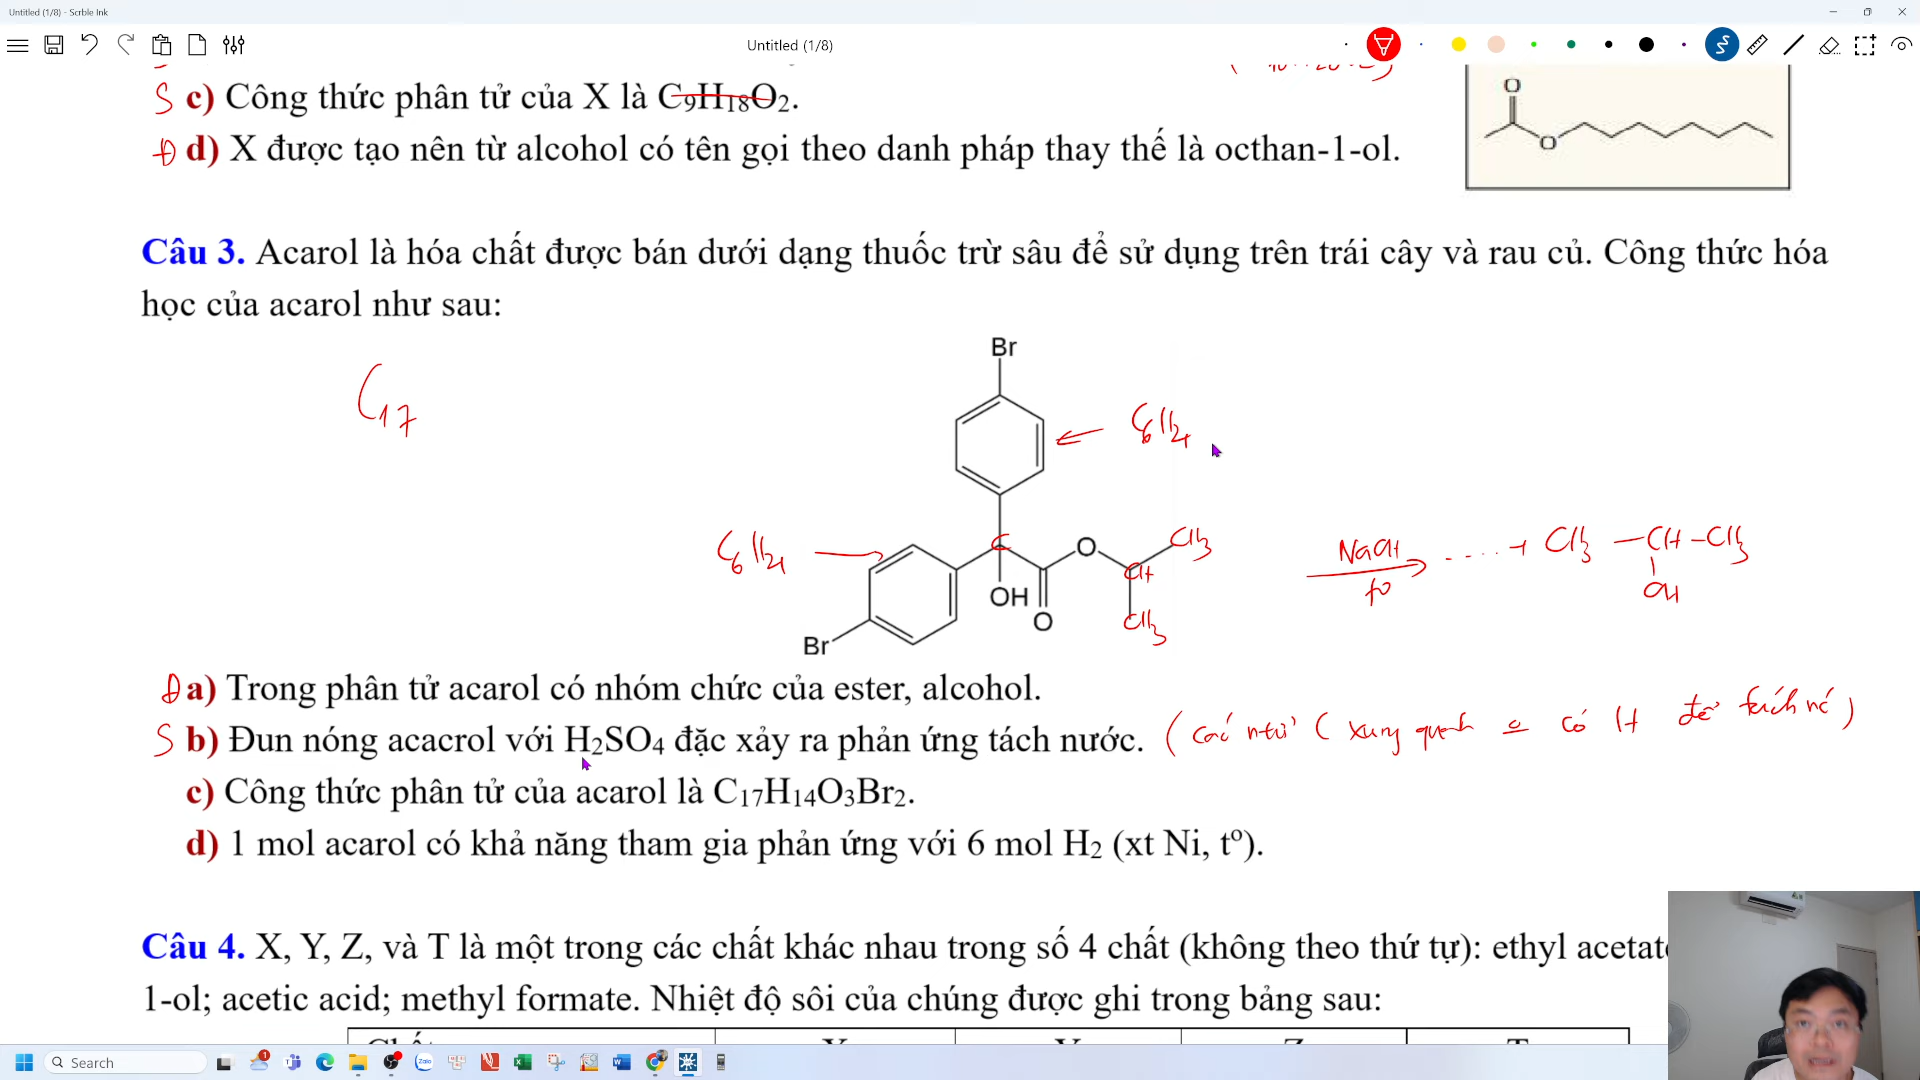 Untitled (1/8) - Scrble Ink
Untitled (1/8)
S c) Công thức phân tử của X là C₉H₁₈O₂.
Đ d) X được tạo nên từ alcohol có tên gọi theo danh pháp thay thế là octhan-1-ol.
O
O
Câu 3. Acarol là hóa chất được bán dưới dạng thuốc trừ sâu để sử dụng trên trái cây và rau củ. Công thức hóa
học của acarol như sau:
Br
C₁₇
C₆H₄
C₆H₄
C
O
CH₃
CH
OH
O
CH₃
Br
NaOH
t⁰
.... + CH₃ - CH - CH₃
OH
Đ a) Trong phân tử acarol có nhóm chức của ester, alcohol.
S b) Đun nóng acacrol với H₂SO₄ đặc xảy ra phản ứng tách nước. xung quanh có H để tách
c) Công thức phân tử của acarol là C₁₇H₁₄O₃Br₂.
d) 1 mol acarol có khả năng tham gia phản ứng với 6 mol H₂ (xt Ni, tº).
Câu 4. X, Y, Z, và T là một trong các chất khác nhau trong số 4 chất (không theo thứ tự): ethyl acetat
1-ol; acetic acid; methyl formate. Nhiệt độ sôi của chúng được ghi trong bảng sau:
Search